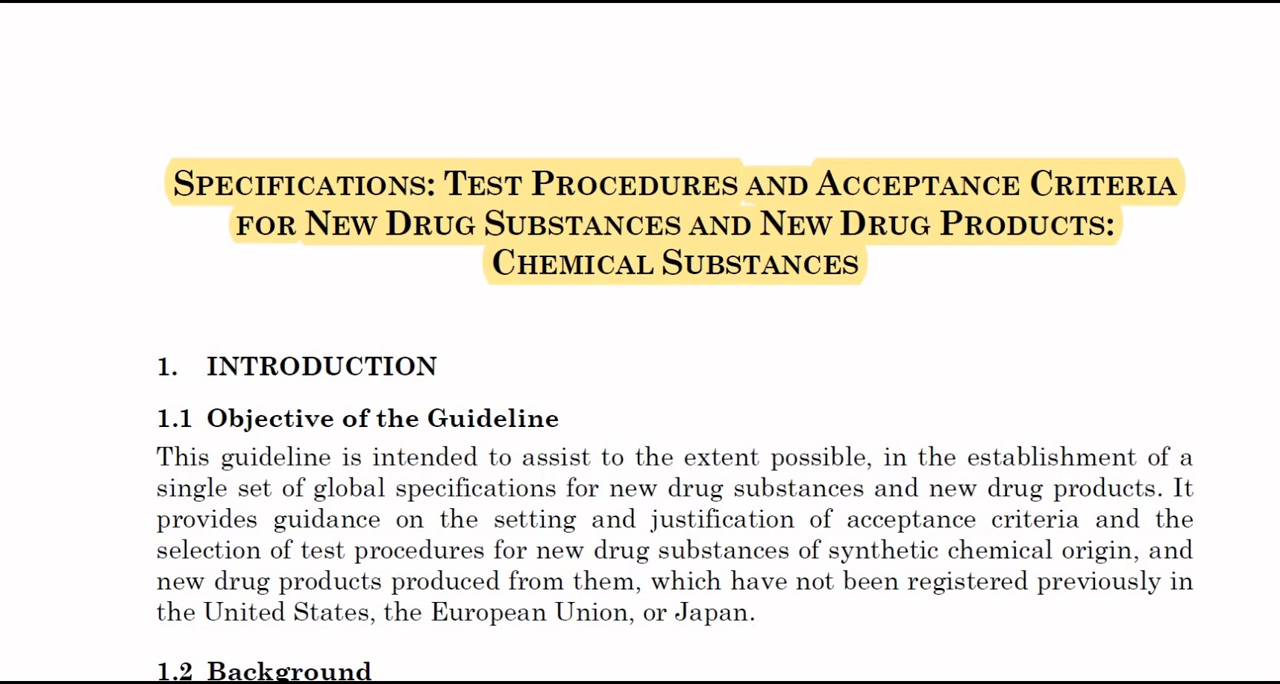 SPECIFICATIONS: TEST PROCEDURES AND ACCEPTANCE CRITERIA
FOR NEW DRUG SUBSTANCES AND NEW DRUG PRODUCTS:
CHEMICAL SUBSTANCES
1. INTRODUCTION
1.1 Objective of the Guideline
This guideline is intended to assist to the extent possible, in the establishment of a
single set of global specifications for new drug substances and new drug products. It
provides guidance on the setting and justification of acceptance criteria and the
selection of test procedures for new drug substances of synthetic chemical origin, and
new drug products produced from them, which have not been registered previously in
the United States, the European Union, or Japan.
1.2 Background